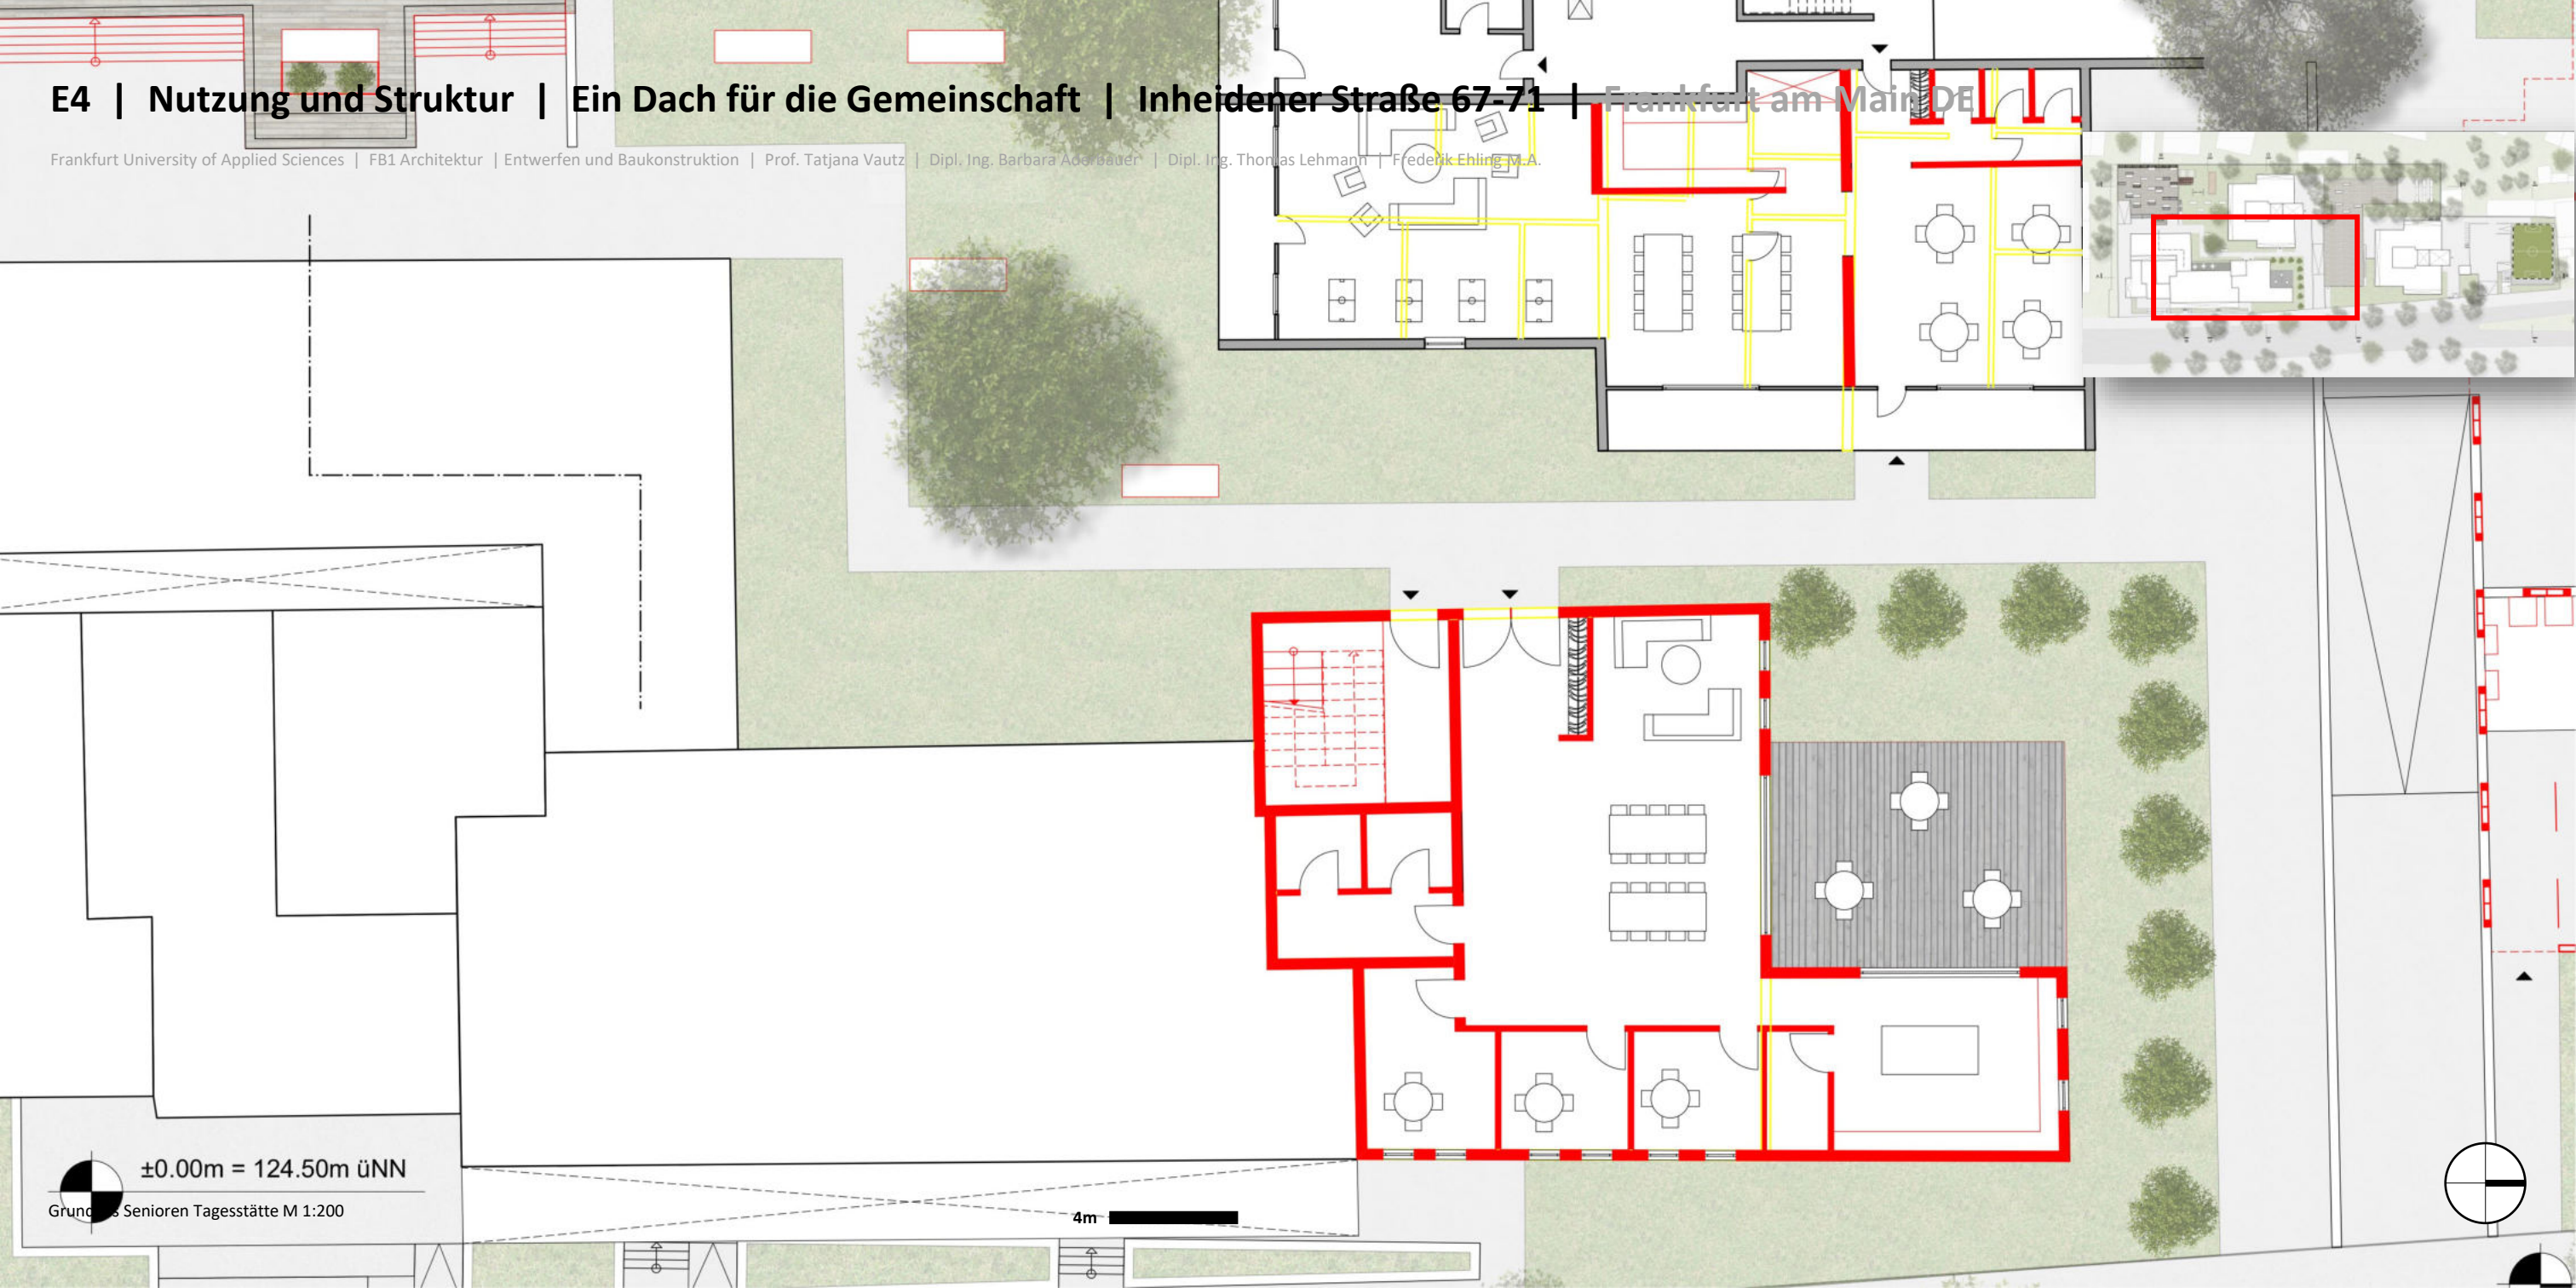 E4 | Nutzung und Struktur | Ein Dach für die Gemeinschaft | Inheidener Straße 67-71 | Frankfurt am Main DE
Frankfurt University of Applied Sciences | FB1 Architektur | Entwerfen und Baukonstruktion | Prof. Tatjana Vautz | Dipl. Ing. Barbara Aderbauer | Dipl. Ing. Thomas Lehmann | Frederik Ehling M.A.
±0.00m = 124.50m üNN
Grundriss Senioren Tagesstätte M 1:200
4m